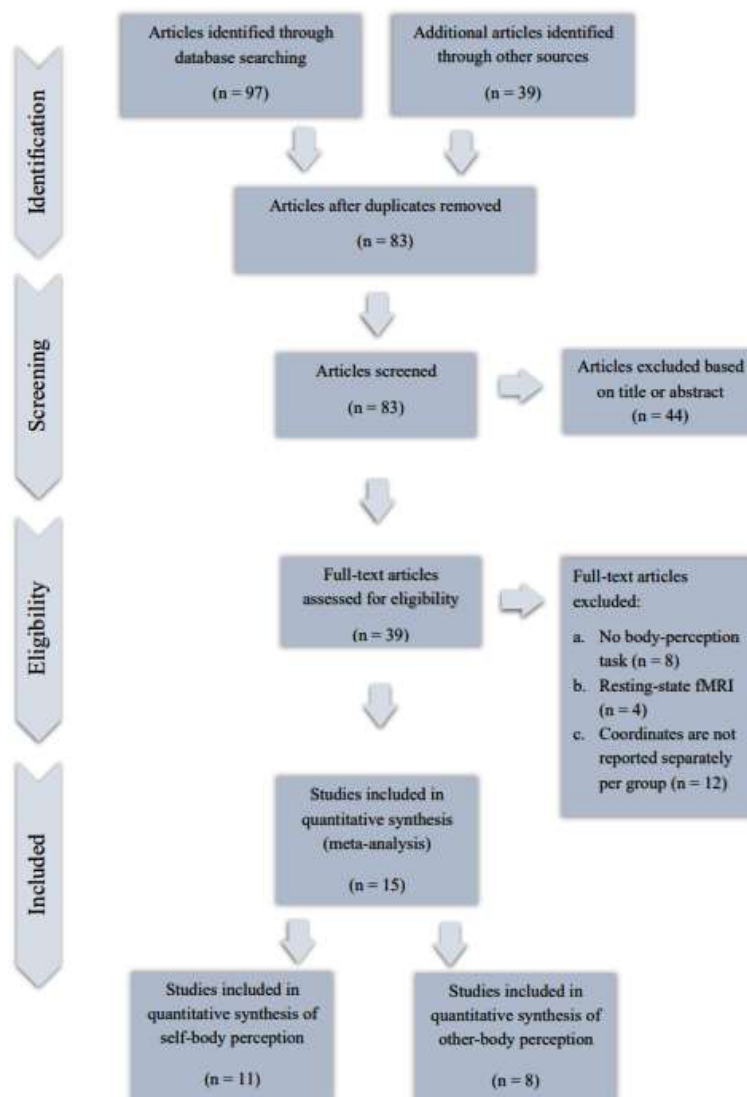 Articles identified through
database searching
(n = 97)
Additional articles identified
through other sources
(n = 39)
Identification
Articles after duplicates removed
(n = 83)
Screening
Articles screened
(n = 83)
Articles excluded based
on title or abstract
(n = 44)
Eligibility
Full-text articles
assessed for eligibility
(n = 39)
Full-text articles
excluded:
a. No body-perception
task (n = 8)
b. Resting-state fMRI
(n = 4)
c. Coordinates are not
reported separately
per group (n = 12)
Included
Studies included in
quantitative synthesis
(meta-analysis)
(n = 15)
Studies included in
quantitative synthesis of
self-body perception
(n = 11)
Studies included in
quantitative synthesis of
other-body perception
(n = 8)